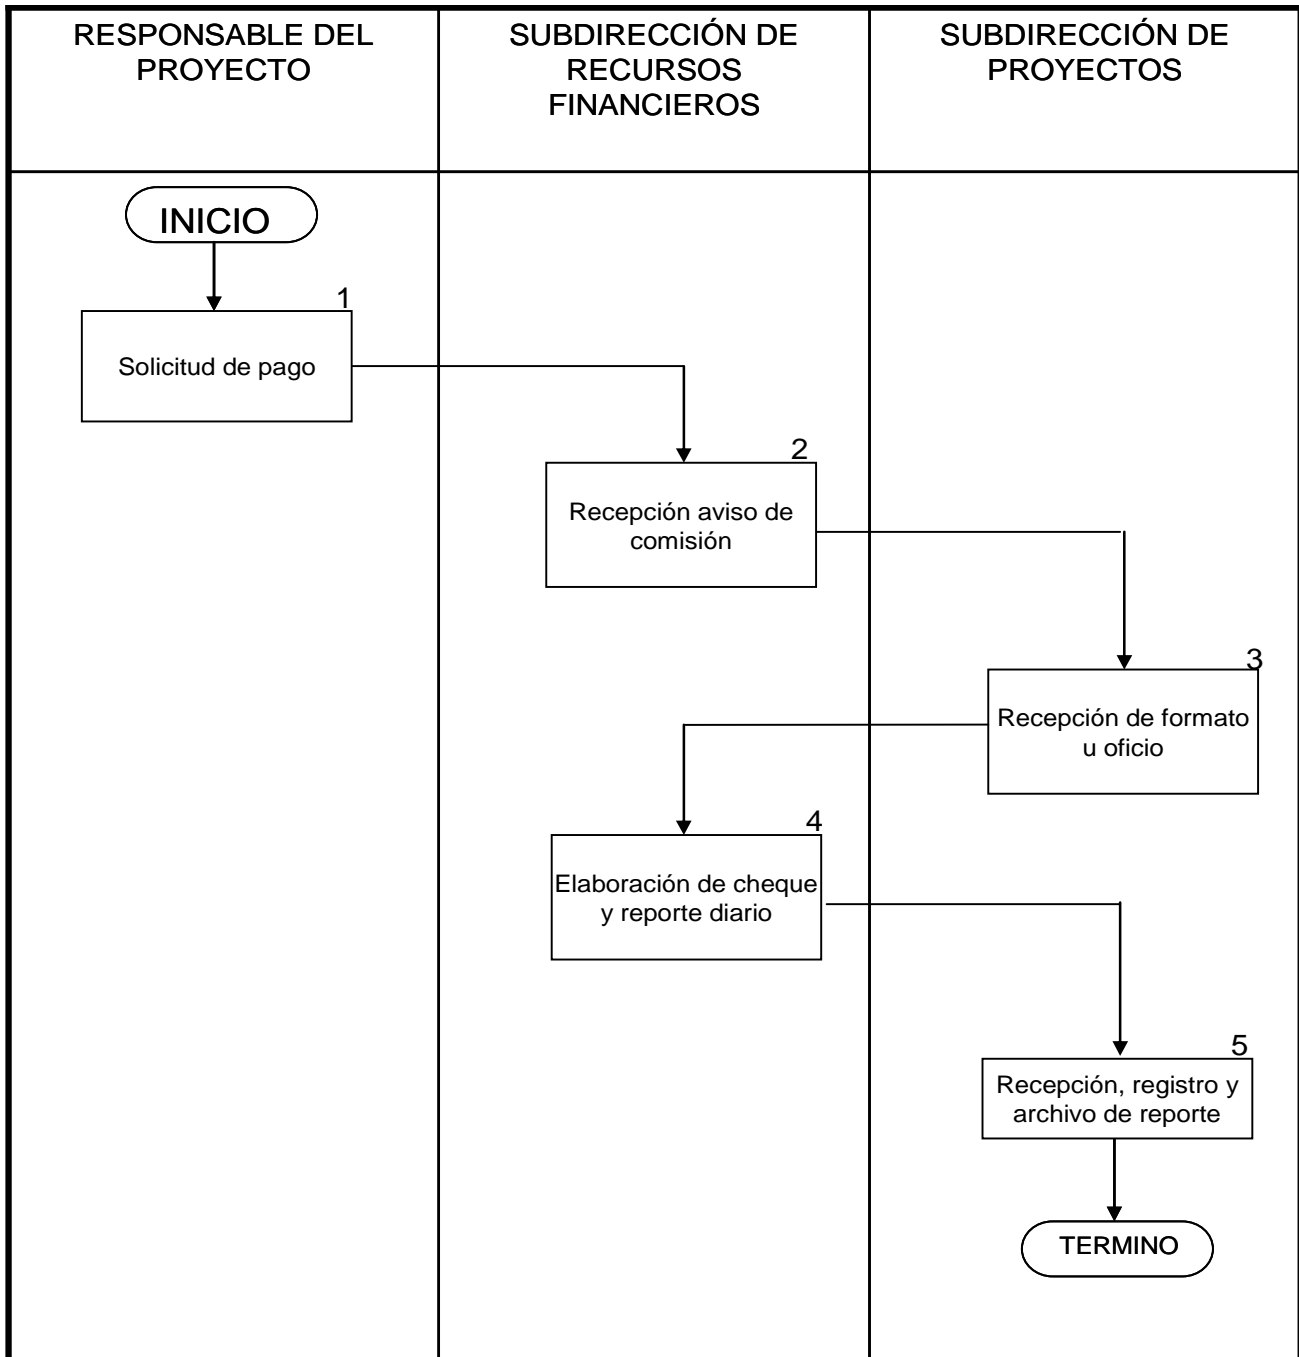 RESPONSABLE DEL
PROYECTO
SUBDIRECCIÓN DE
RECURSOS
FINANCIEROS
SUBDIRECCIÓN DE
PROYECTOS
INICIO
1
Solicitud de pago
2
Recepción aviso de
comisión
3
Recepción de formato
u oficio
4
Elaboración de cheque
y reporte diario
5
Recepción, registro y
archivo de reporte
TERMINO